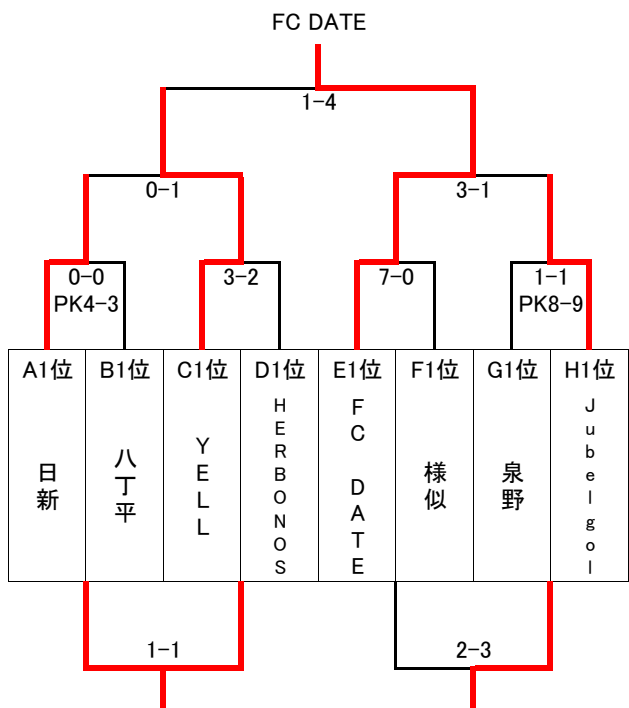 FC DATE
1-4
0-1
3-1
0-0
PK4-3
3-2
7-0
1-1
PK8-9
A1位
B1位
C1位
D1位
E1位
F1位
G1位
H1位
日新
八丁平
YELL
HERBONOS
FC DATE
様似
泉野
Jubelgol
1-1
2-3